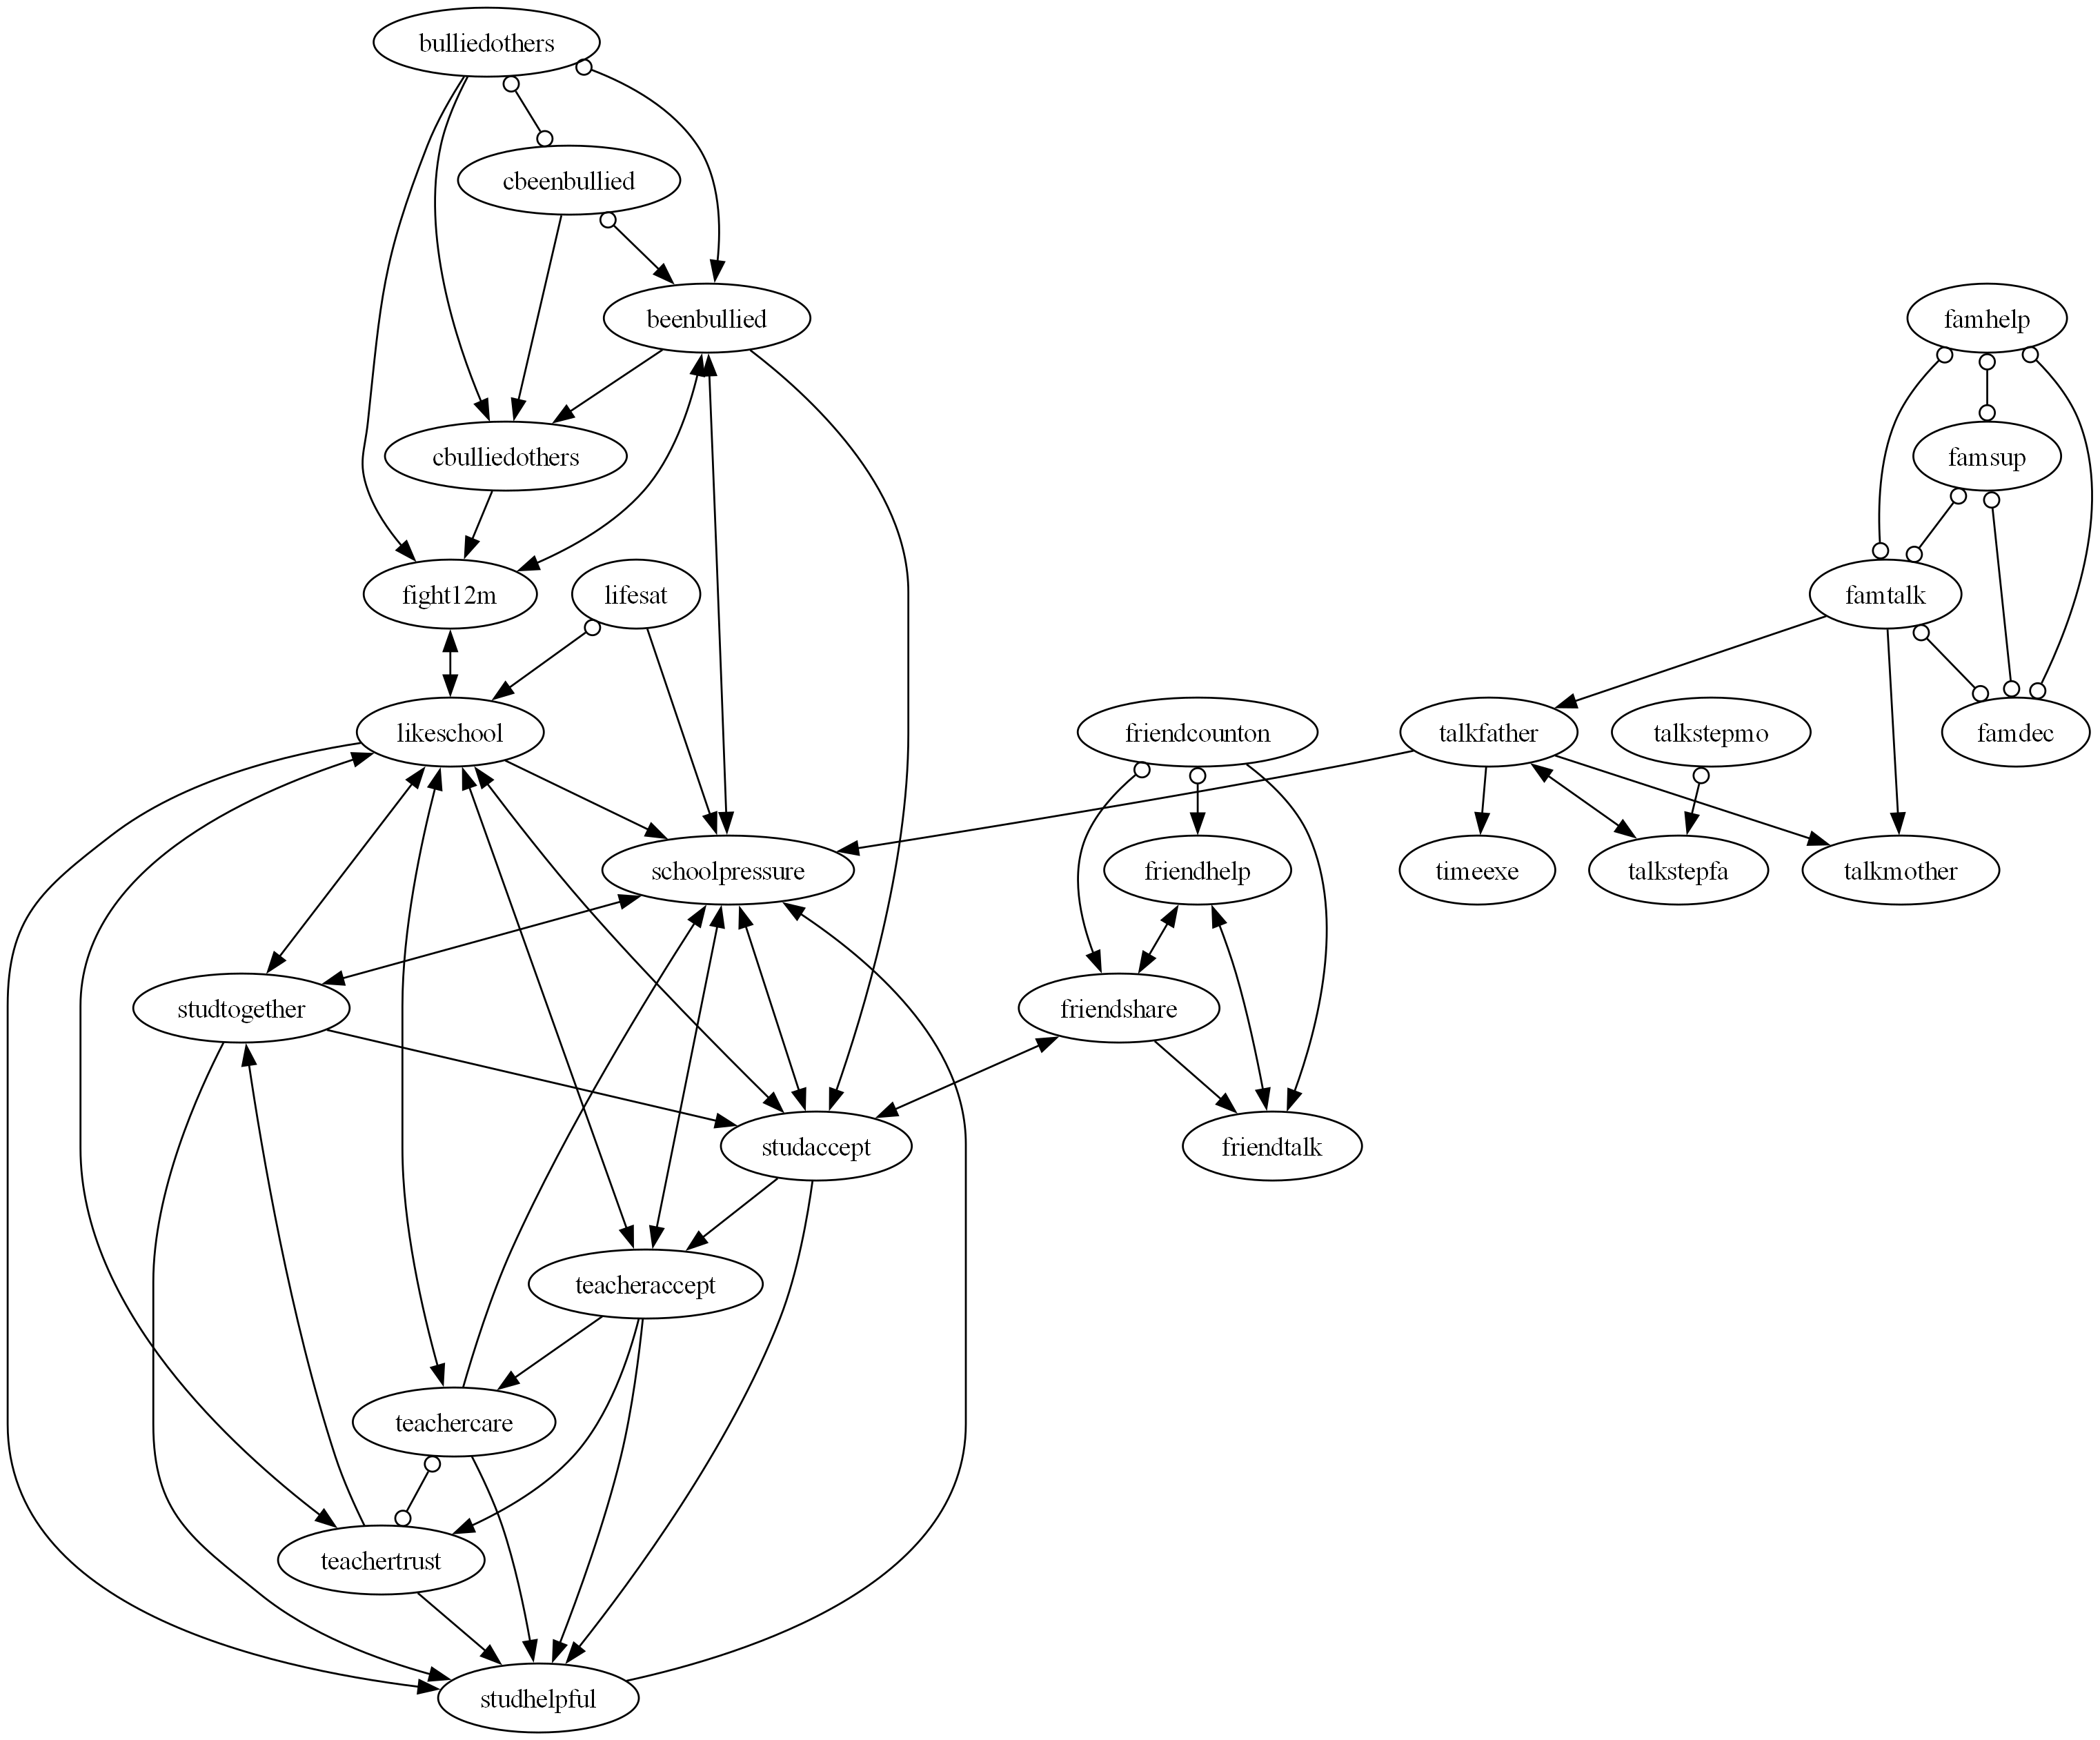 bulliedothers
cbeenbullied
beenbullied
famhelp
cbulliedothers
famsup
fight12m
lifesat
famtalk
likeschool
friendcounton
talkfather
talkstepmo
famdec
schoolpressure
friendhelp
timeexe
talkstepfa
talkmother
studtogether
friendshare
studaccept
friendtalk
teacheraccept
teachercare
teachertrust
studhelpful